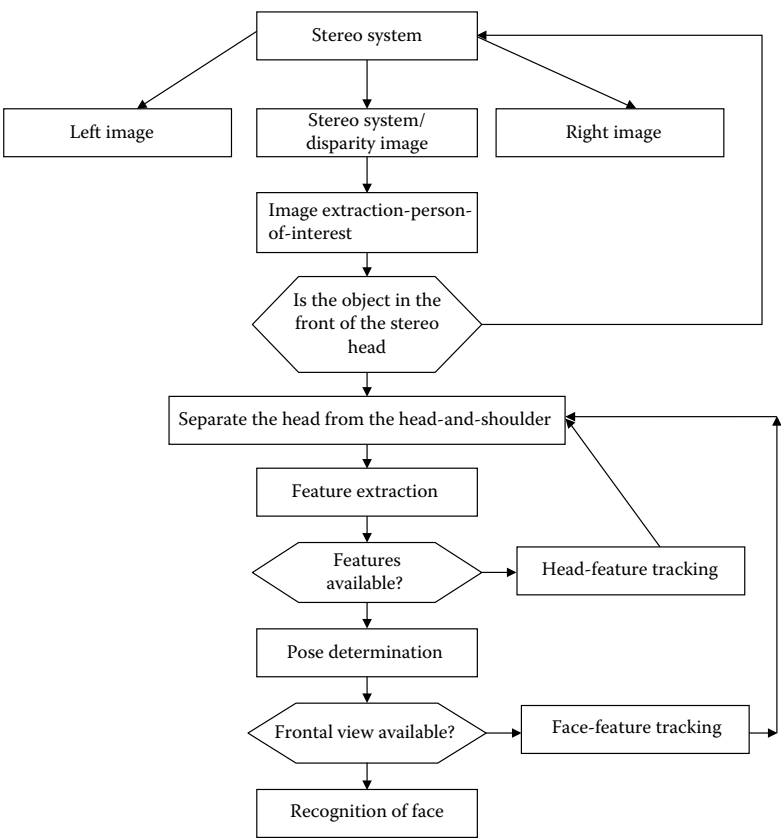 Stereo system
Left image
Stereo system/
disparity image
Right image
Image extraction-person-
of-interest
Is the object in the
front of the stereo
head
Separate the head from the head-and-shoulder
Feature extraction
Features
available?
Head-feature tracking
Pose determination
Frontal view available?
Face-feature tracking
Recognition of face